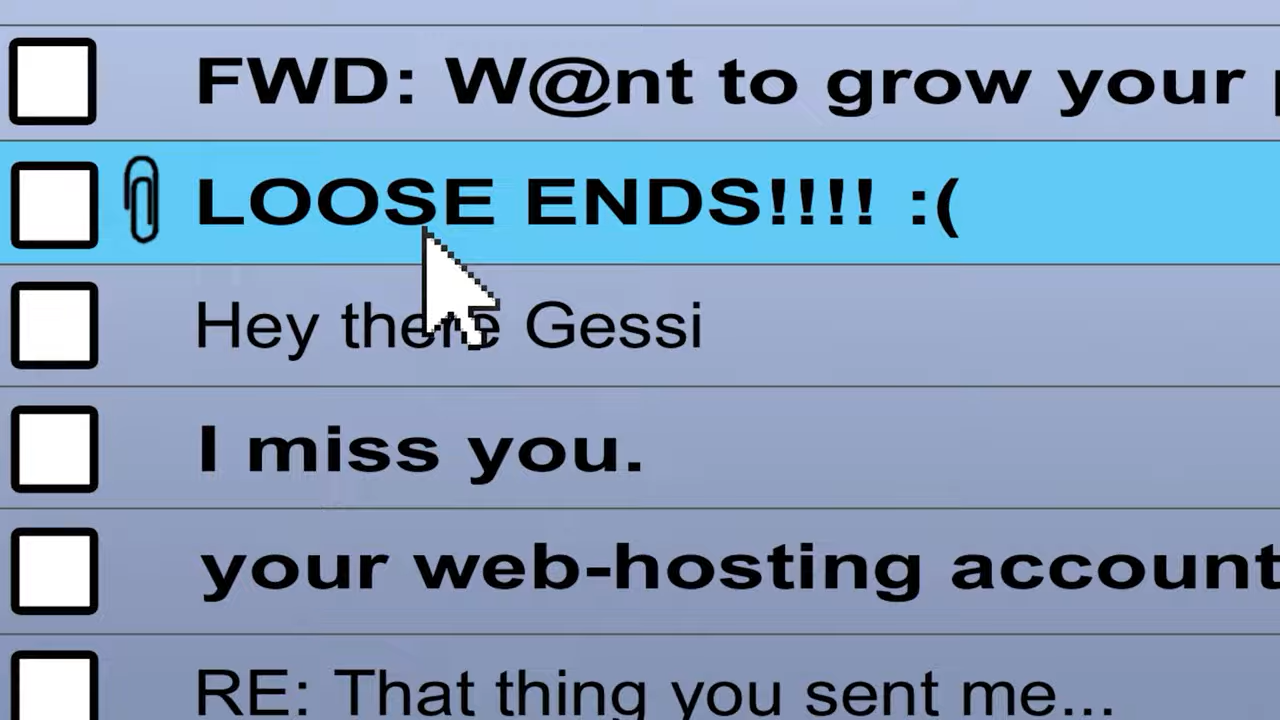 FWD: W@nt to grow your
LOOSE ENDS!!!! :(
Hey there Gessi
I miss you.
your web-hosting account
RE: That thing you sent me...